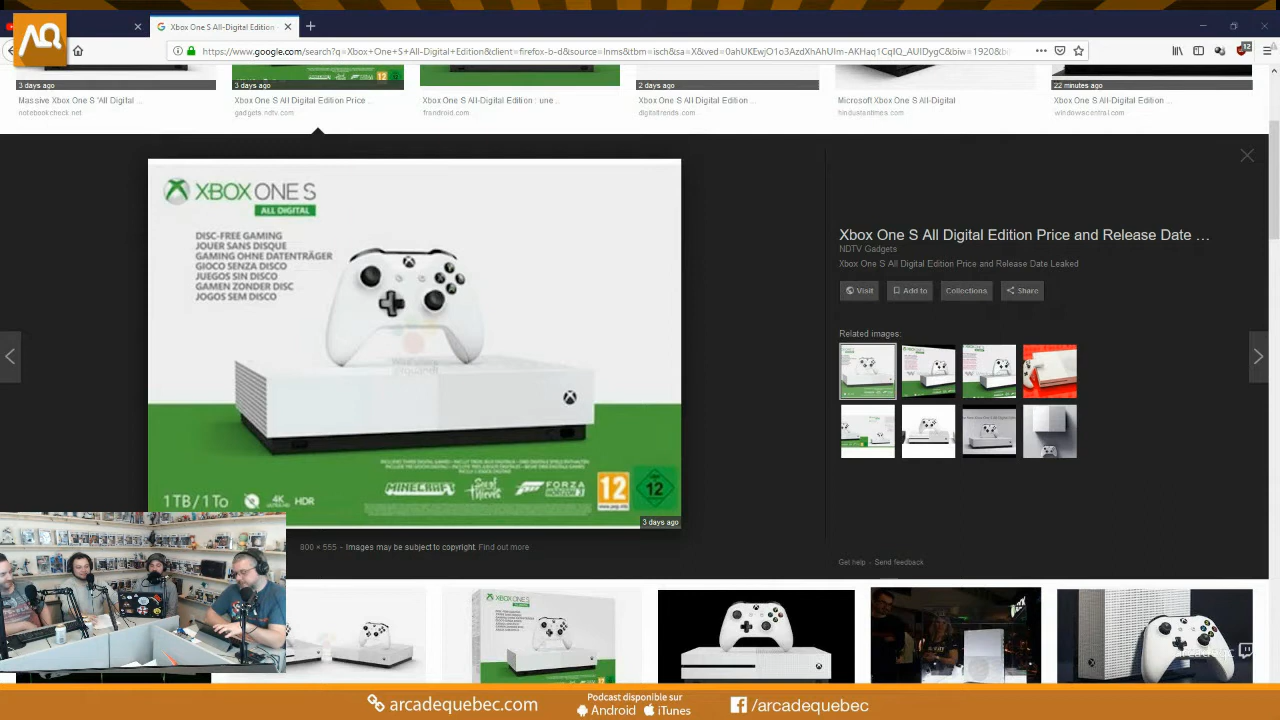 AQ
Xbox One S All-Digital Edition
https://www.google.com/search?q=Xbox+One+S+All-Digital+Edition&client=firefox-b-d&source=lnms&tbm=isch&sa=X&ved=
12
3 days ago
3 days ago
2 days ago
22 minutes ago
Massive Xbox One S 'All Digital ...
Xbox One S All Digital Edition Price ...
Xbox One S All-Digital Edition : une ...
Xbox One S All-Digital Edition ...
Microsoft Xbox One S All-Digital
Xbox One S All-Digital Edition ...
notebookcheck.net
gadgets.ndtv.com
frandroid.com
digitaltrends.com
hindustantimes.com
windowscentral.com
XBOX ONE S
ALL DIGITAL
DISC-FREE GAMING
JOUER SANS DISQUE
GAMING OHNE DATENTRÄGER
GIOCO SENZA DISCO
JUEGOS SIN DISCO
GAMEN ZONDER DISC
JOGOS SEM DISCO
MINECRAFT
Sea of Thieves
FORZA HORIZON 3
12
12
1TB/1To
4K
HDR
3 days ago
800 × 555 - Images may be subject to copyright. Find out more
Xbox One S All Digital Edition Price and Release Date ...
NDTV Gadgets
Xbox One S All Digital Edition Price and Release Date Leaked
Visit
Add to
Collections
Share
Related images:
Get help - Send feedback
XBOX ONE S
arcadequebec.com
Podcast disponible sur
Android
iTunes
/arcadequebec